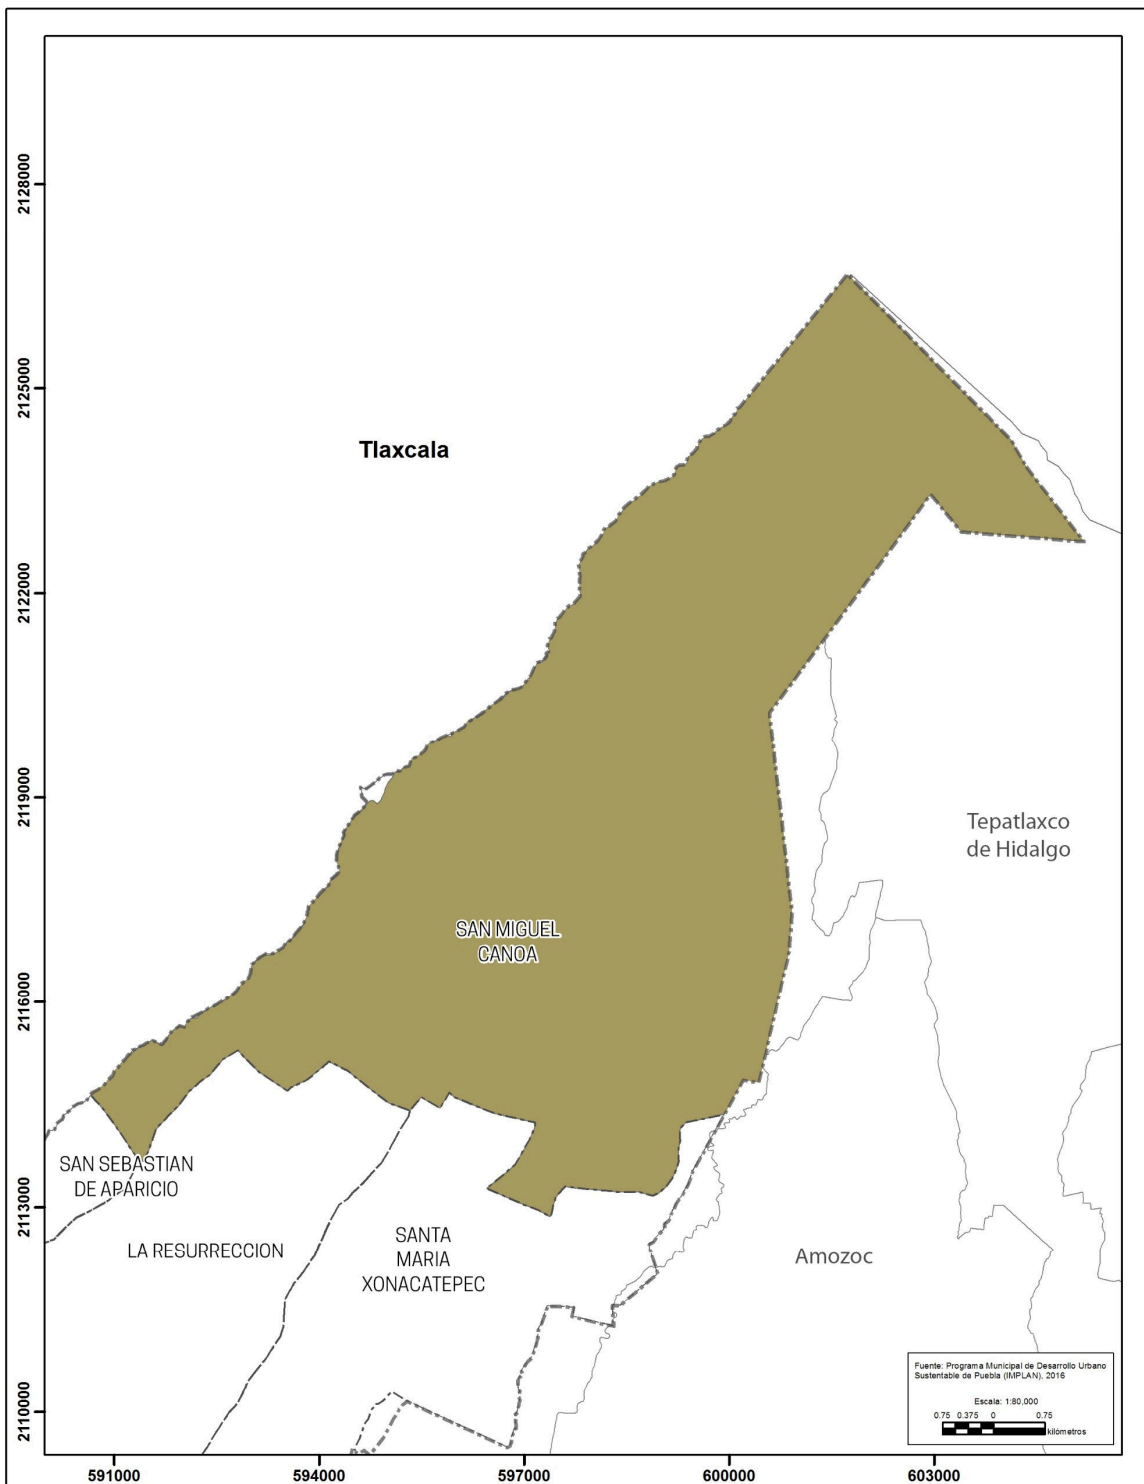 2128000
2125000
Tlaxcala
2122000
2119000
Tepatlaxco
de Hidalgo
SAN MIGUEL
CANOA
2116000
SAN SEBASTIAN
DE APARICIO
2113000
LA RESURRECCION
SANTA
MARIA
XONACATEPEC
Amozoc
Fuente: Programa Municipal de Desarrollo Urbano
Sustentable de Puebla (IMPLAN), 2016
Escala: 1:80,000
0.75 0.375 0 0.75
kilómetros
2110000
591000 594000 597000 600000 603000